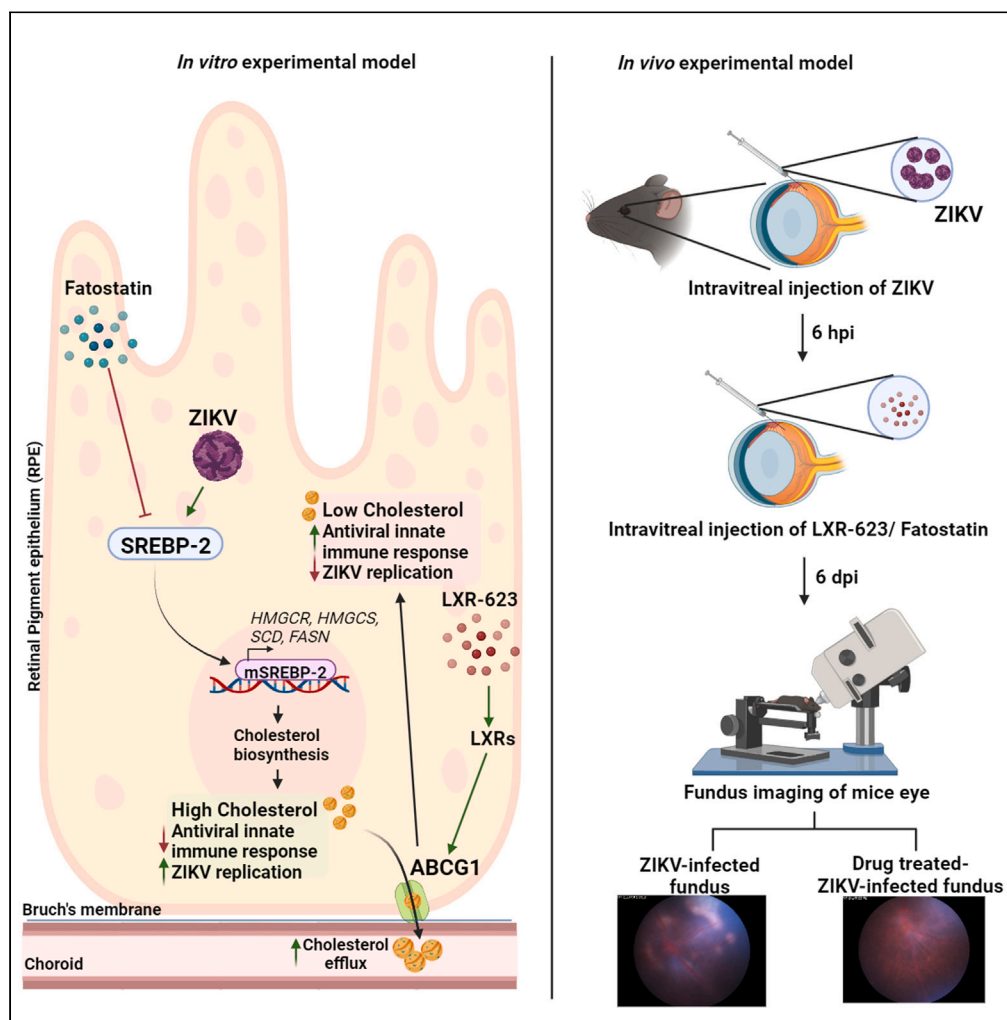 In vitro experimental model
Fatostatin
ZIKV
SREBP-2
Low Cholesterol
Antiviral innate
immune response
ZIKV replication
LXR-623
HMGCR, HMGCS,
SCD, FASN
mSREBP-2
LXRs
Cholesterol
biosynthesis
High Cholesterol
Antiviral innate
immune response
ZIKV replication
ABCG1
Retinal Pigment epithelium (RPE)
Bruch's membrane
Choroid
Cholesterol
efflux
In vivo experimental model
ZIKV
Intravitreal injection of ZIKV
6 hpi
Intravitreal injection of LXR-623/ Fatostatin
6 dpi
Fundus imaging of mice eye
ZIKV-infected
fundus
Drug treated-
ZIKV-infected fundus